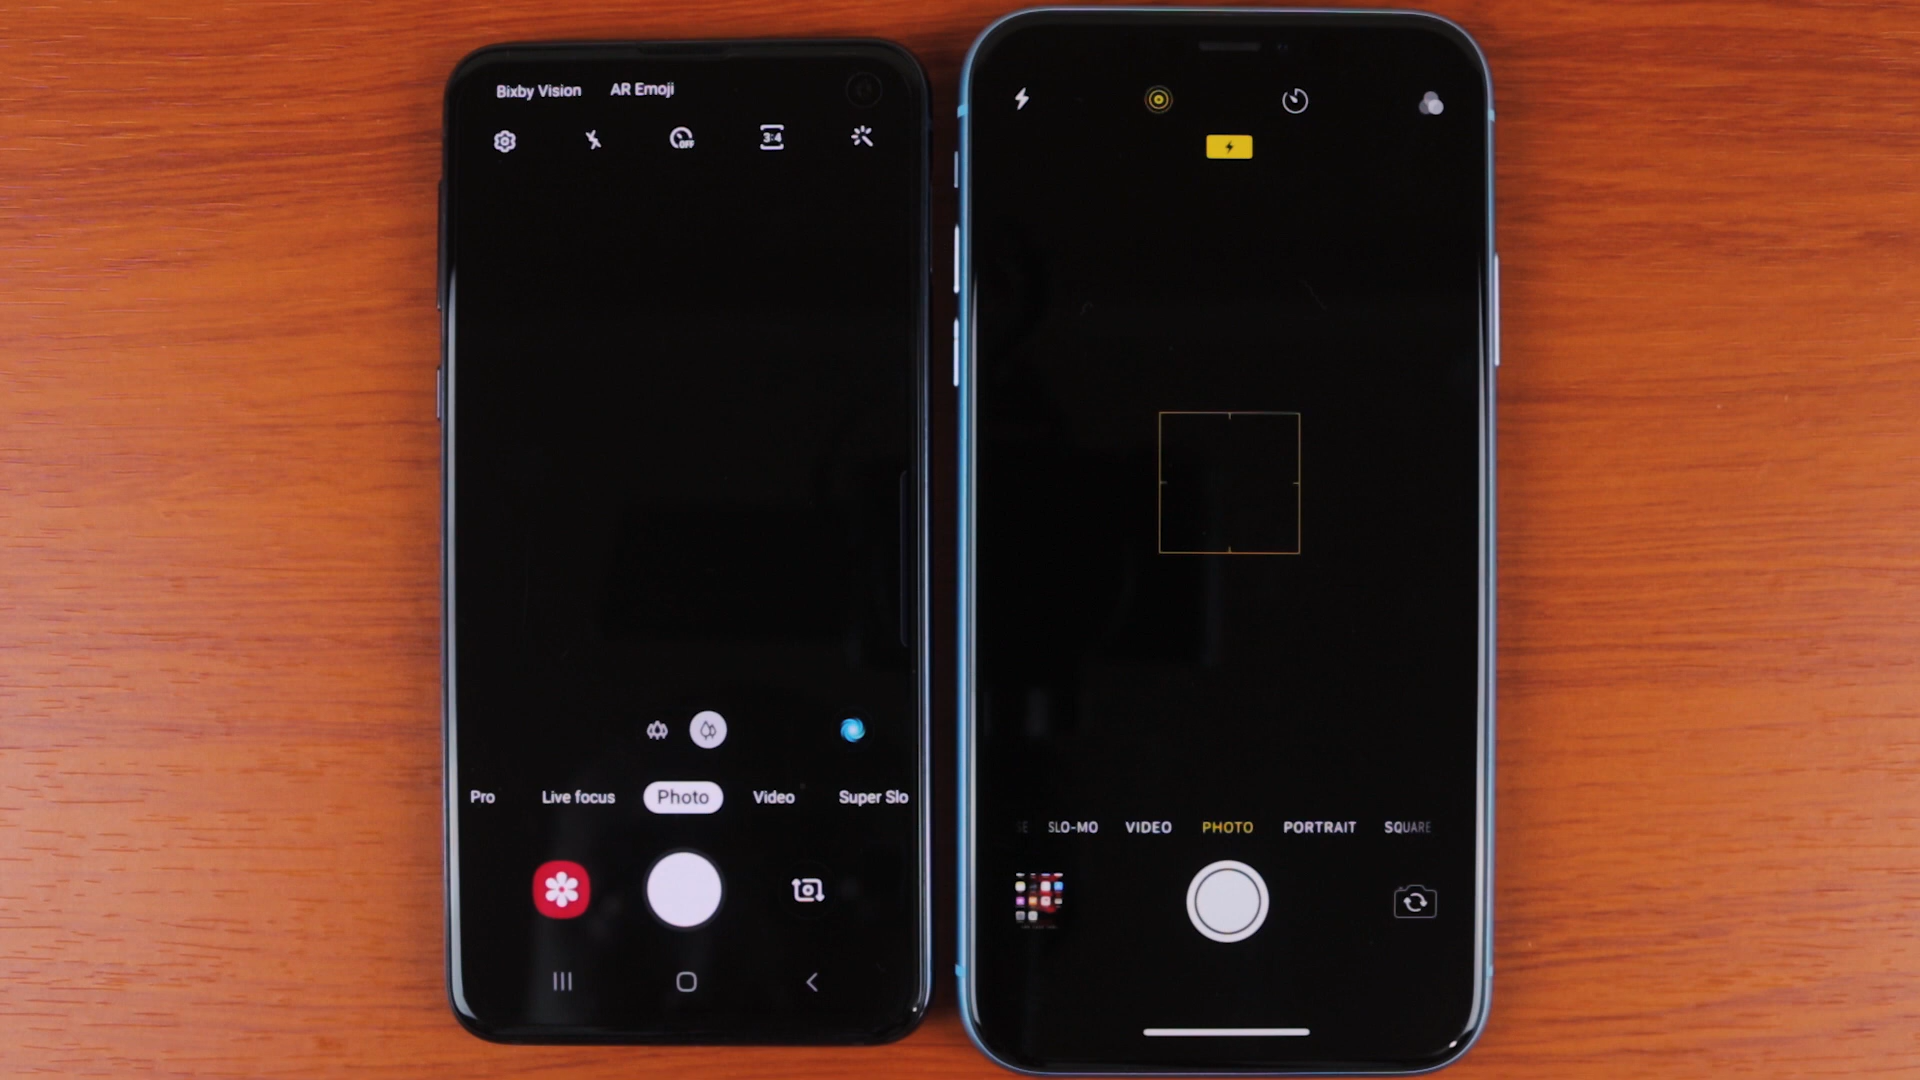 Bixby Vision AR Emoji
OFF 3:4
Pro Live focus Photo Video Super Slo
SLO-MO VIDEO PHOTO PORTRAIT SQUARE